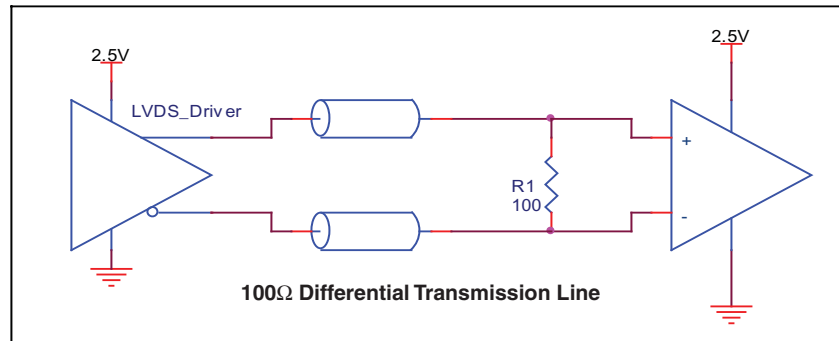 2.5V
2.5V
LVDS_Driver
+
R1
100
-
100Ω Differential Transmission Line